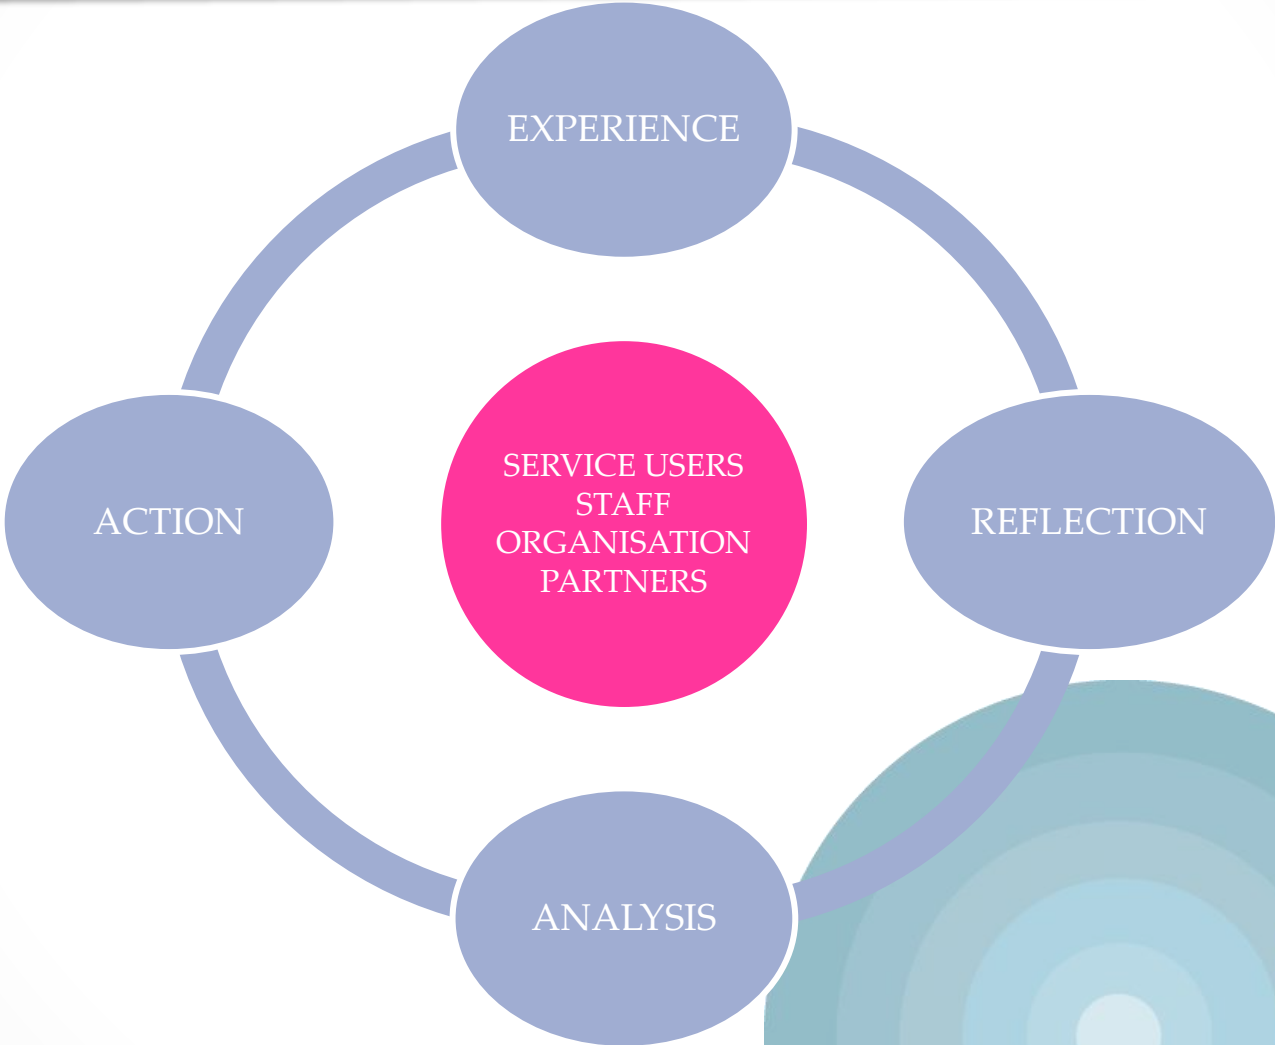 EXPERIENCE
SERVICE USERS
STAFF
ORGANISATION
PARTNERS
ACTION
REFLECTION
ANALYSIS